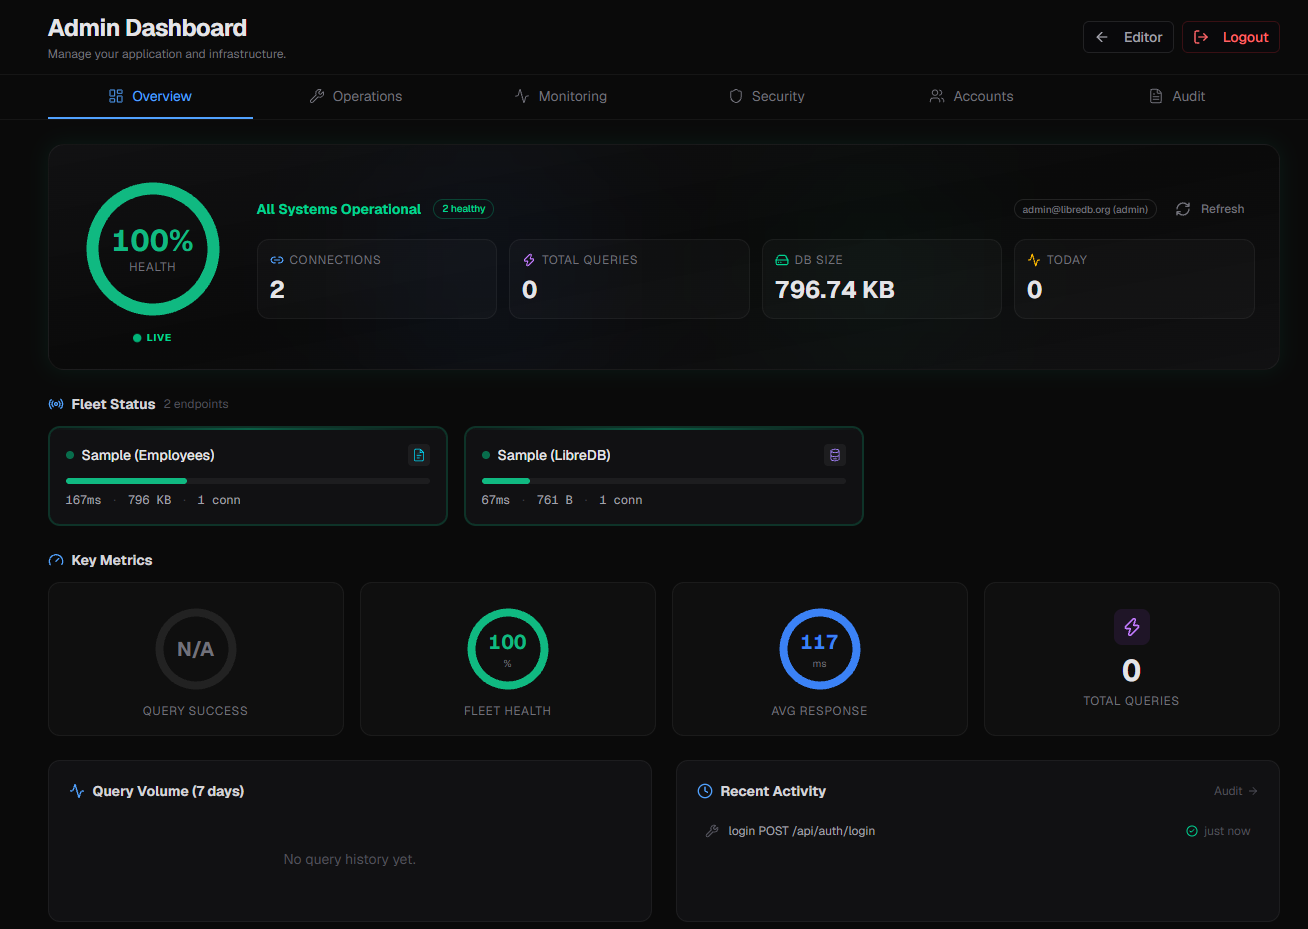 Admin Dashboard
Manage your application and infrastructure.
Editor
Logout
Overview
Operations
Monitoring
Security
Accounts
Audit
100%
HEALTH
LIVE
All Systems Operational
2 healthy
admin@libredb.org (admin)
Refresh
CONNECTIONS
2
TOTAL QUERIES
0
DB SIZE
796.74 KB
TODAY
0
Fleet Status 2 endpoints
Sample (Employees)
167ms · 796 KB · 1 conn
Sample (LibreDB)
67ms · 761 B · 1 conn
Key Metrics
N/A
QUERY SUCCESS
100
%
FLEET HEALTH
117
ms
AVG RESPONSE
0
TOTAL QUERIES
Query Volume (7 days)
No query history yet.
Recent Activity
Audit →
login POST /api/auth/login
just now